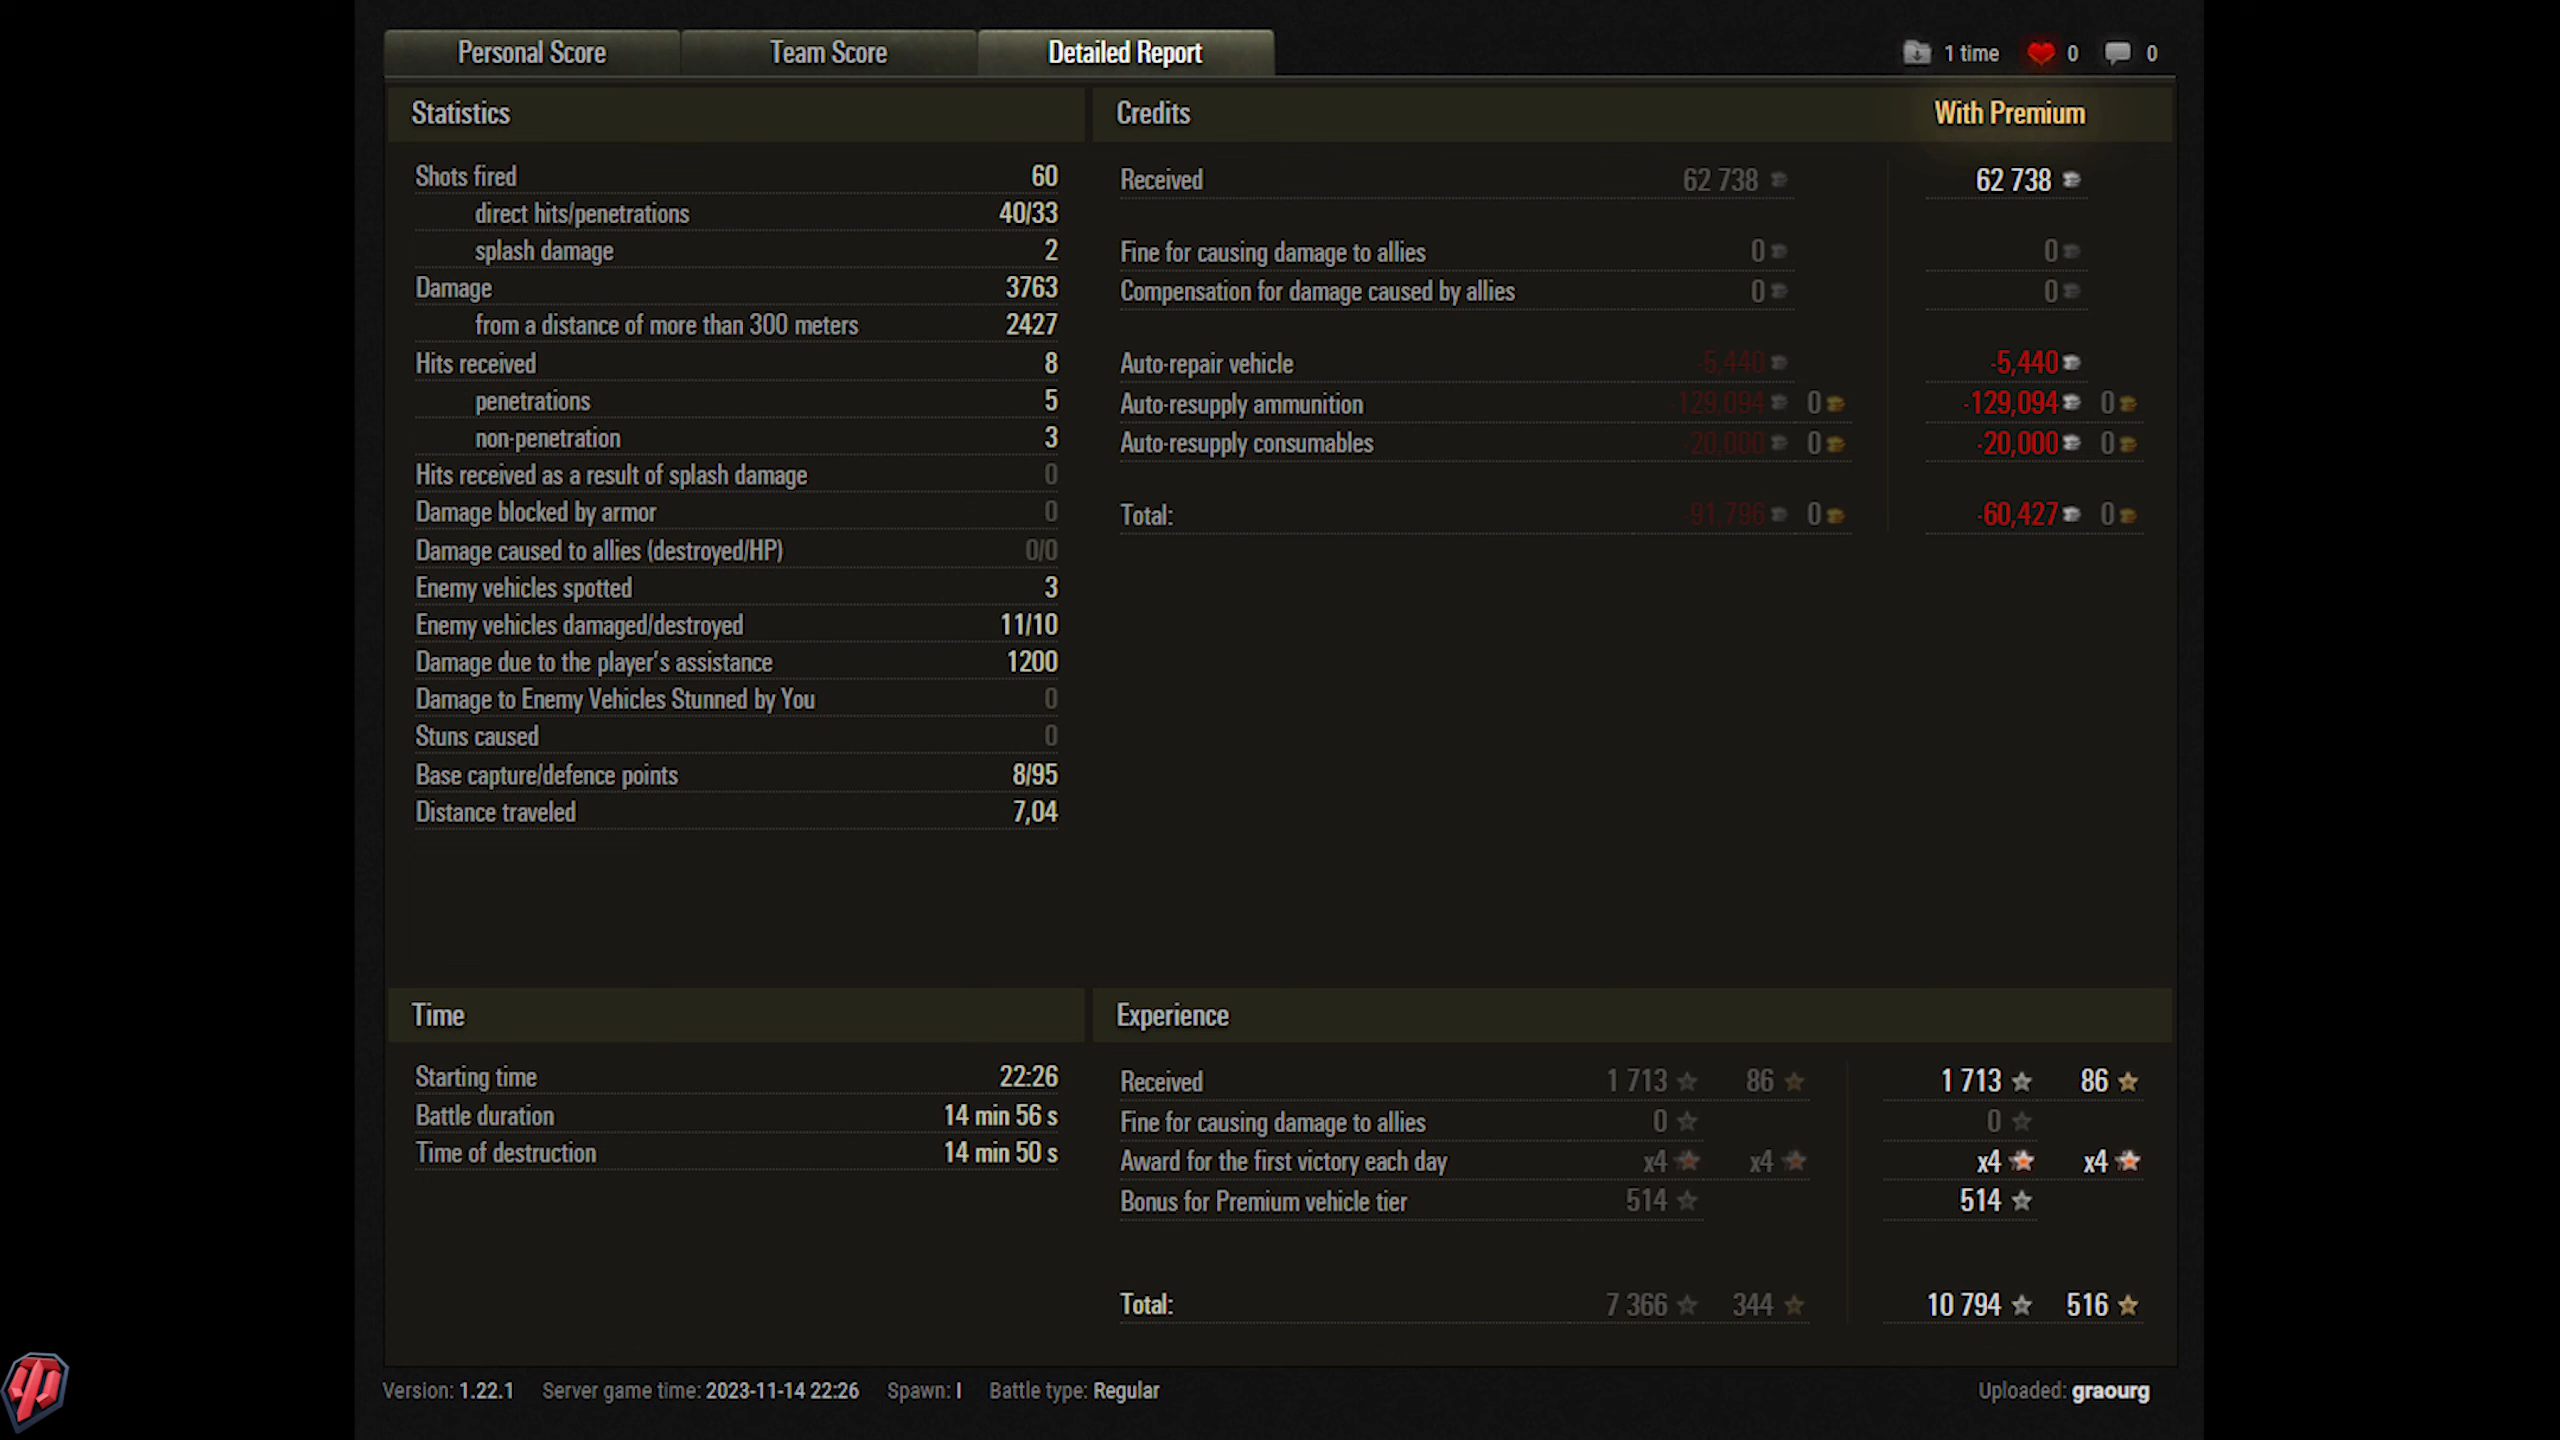 Personal Score Team Score Detailed Report 1 time 0 0
Statistics
Shots fired 60
direct hits/penetrations 40/33
splash damage 2
Damage 3763
from a distance of more than 300 meters 2427
Hits received 8
penetrations 5
non-penetration 3
Hits received as a result of splash damage 0
Damage blocked by armor 0
Damage caused to allies (destroyed/HP) 0/0
Enemy vehicles spotted 3
Enemy vehicles damaged/destroyed 11/10
Damage due to the player's assistance 1200
Damage to Enemy Vehicles Stunned by You 0
Stuns caused 0
Base capture/defence points 8/95
Distance traveled 7,04
Credits With Premium
Received 62 738 62 738
Fine for causing damage to allies 0 0
Compensation for damage caused by allies 0 0
Auto-repair vehicle -5,440 -5,440
Auto-resupply ammunition -129,094 0 -129,094 0
Auto-resupply consumables -20,000 0 -20,000 0
Total: -91,796 0 -60,427 0
Time
Starting time 22:26
Battle duration 14 min 56 s
Time of destruction 14 min 50 s
Experience
Received 1 713 86 1 713 86
Fine for causing damage to allies 0 0
Award for the first victory each day x4 x4 x4 x4
Bonus for Premium vehicle tier 514 514
Total: 7 366 344 10 794 516
Version: 1.22.1 Server game time: 2023-11-14 22:26 Spawn: I Battle type: Regular Uploaded: graourg